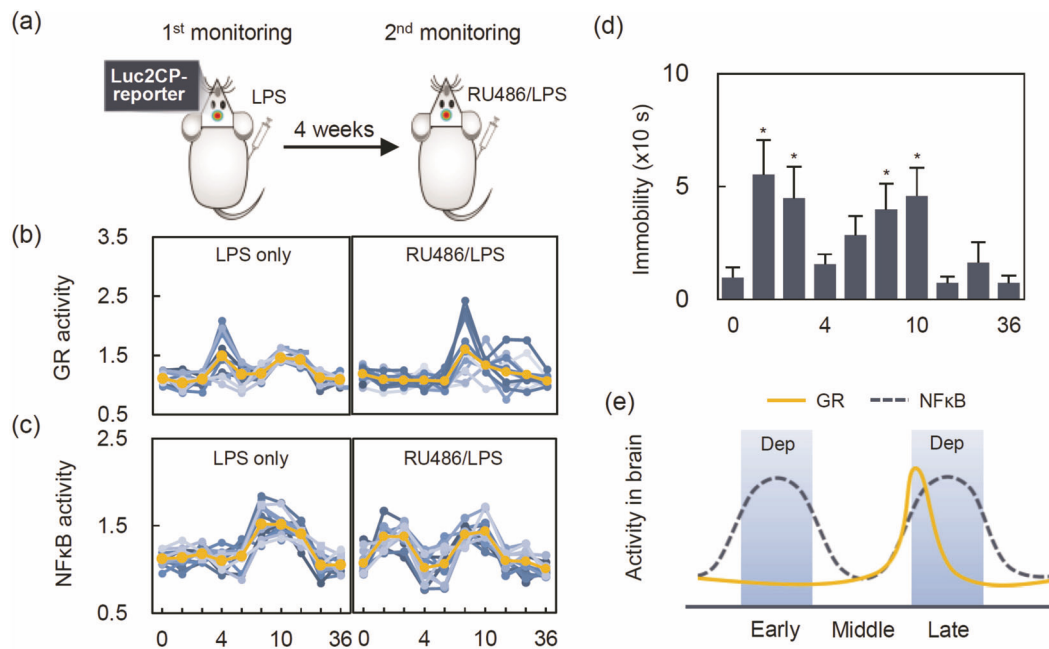 (a)
1st monitoring
2nd monitoring
Luc2CP-
reporter
LPS
4 weeks
RU486/LPS
(b)
GR activity
3.5
2.5
1.5
0.5
LPS only
RU486/LPS
(c)
NFκB activity
2.5
1.5
0.5
LPS only
RU486/LPS
0 4 10 36
0 4 10 36
(d)
Immobility (x10 s)
10
5
0
* * * *
0 4 10 36
(e)
GR NFκB
Activity in brain
Dep Dep
Early Middle Late